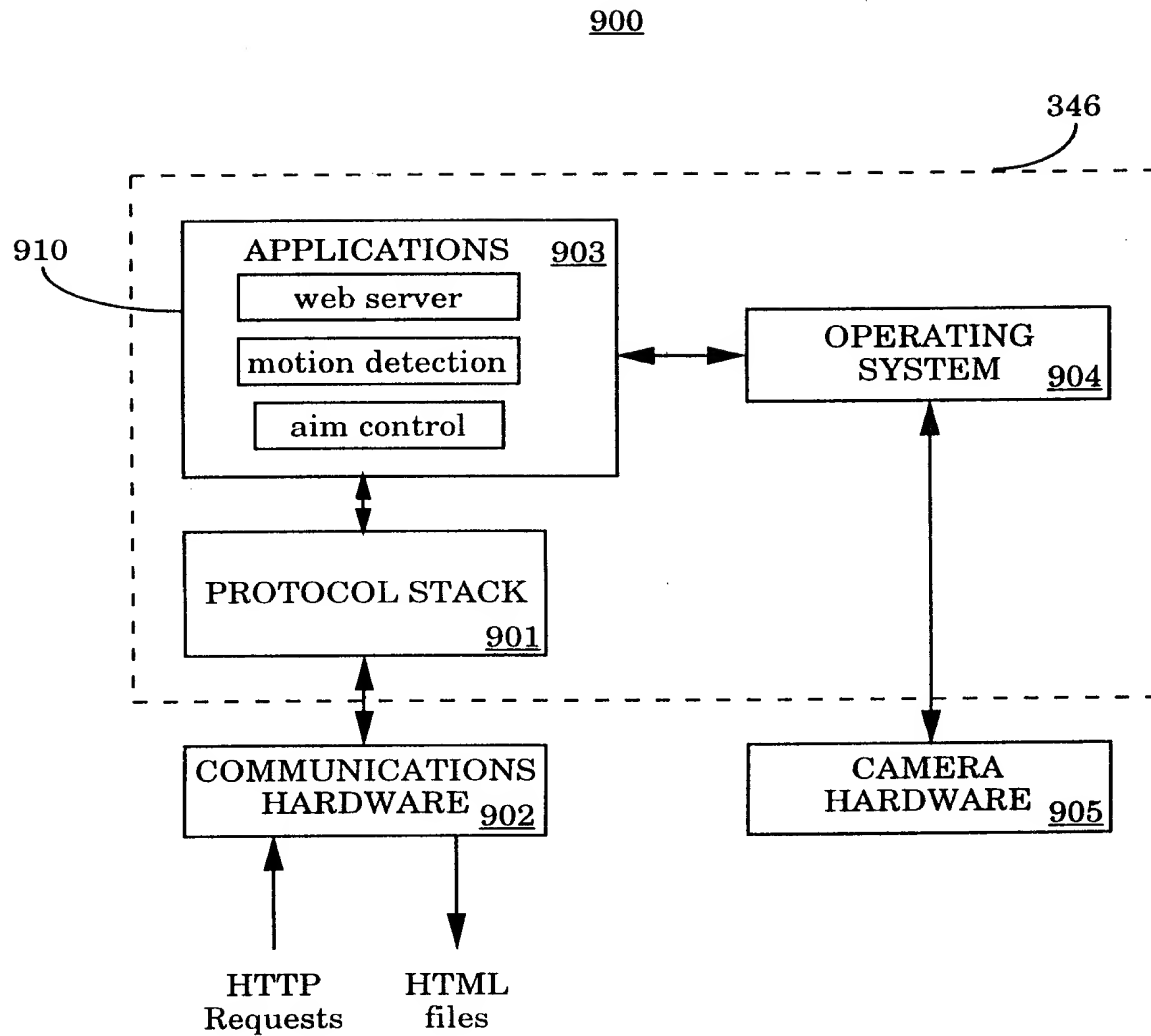 900
346
910
APPLICATIONS
903
web server
motion detection
aim control
OPERATING
SYSTEM
904
PROTOCOL STACK
901
COMMUNICATIONS
HARDWARE
902
CAMERA
HARDWARE
905
HTTP
Requests
HTML
files